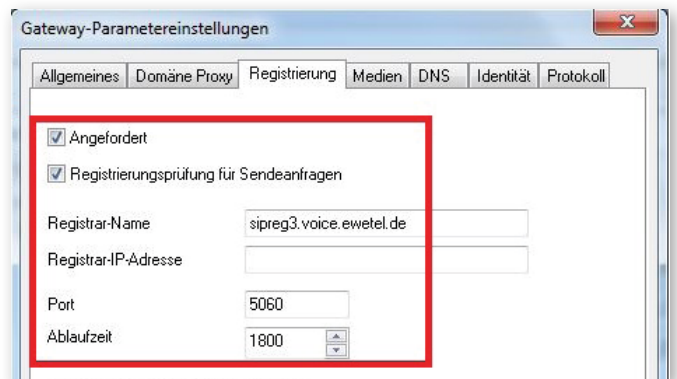 Gateway-Parametereinstellungen
Allgemeines Domäne Proxy Registrierung Medien DNS Identität Protokoll
Angefordert
Registrierungsprüfung für Sendeanfragen
Registrar-Name sipreg3.voice.ewetel.de
Registrar-IP-Adresse
Port 5060
Ablaufzeit 1800